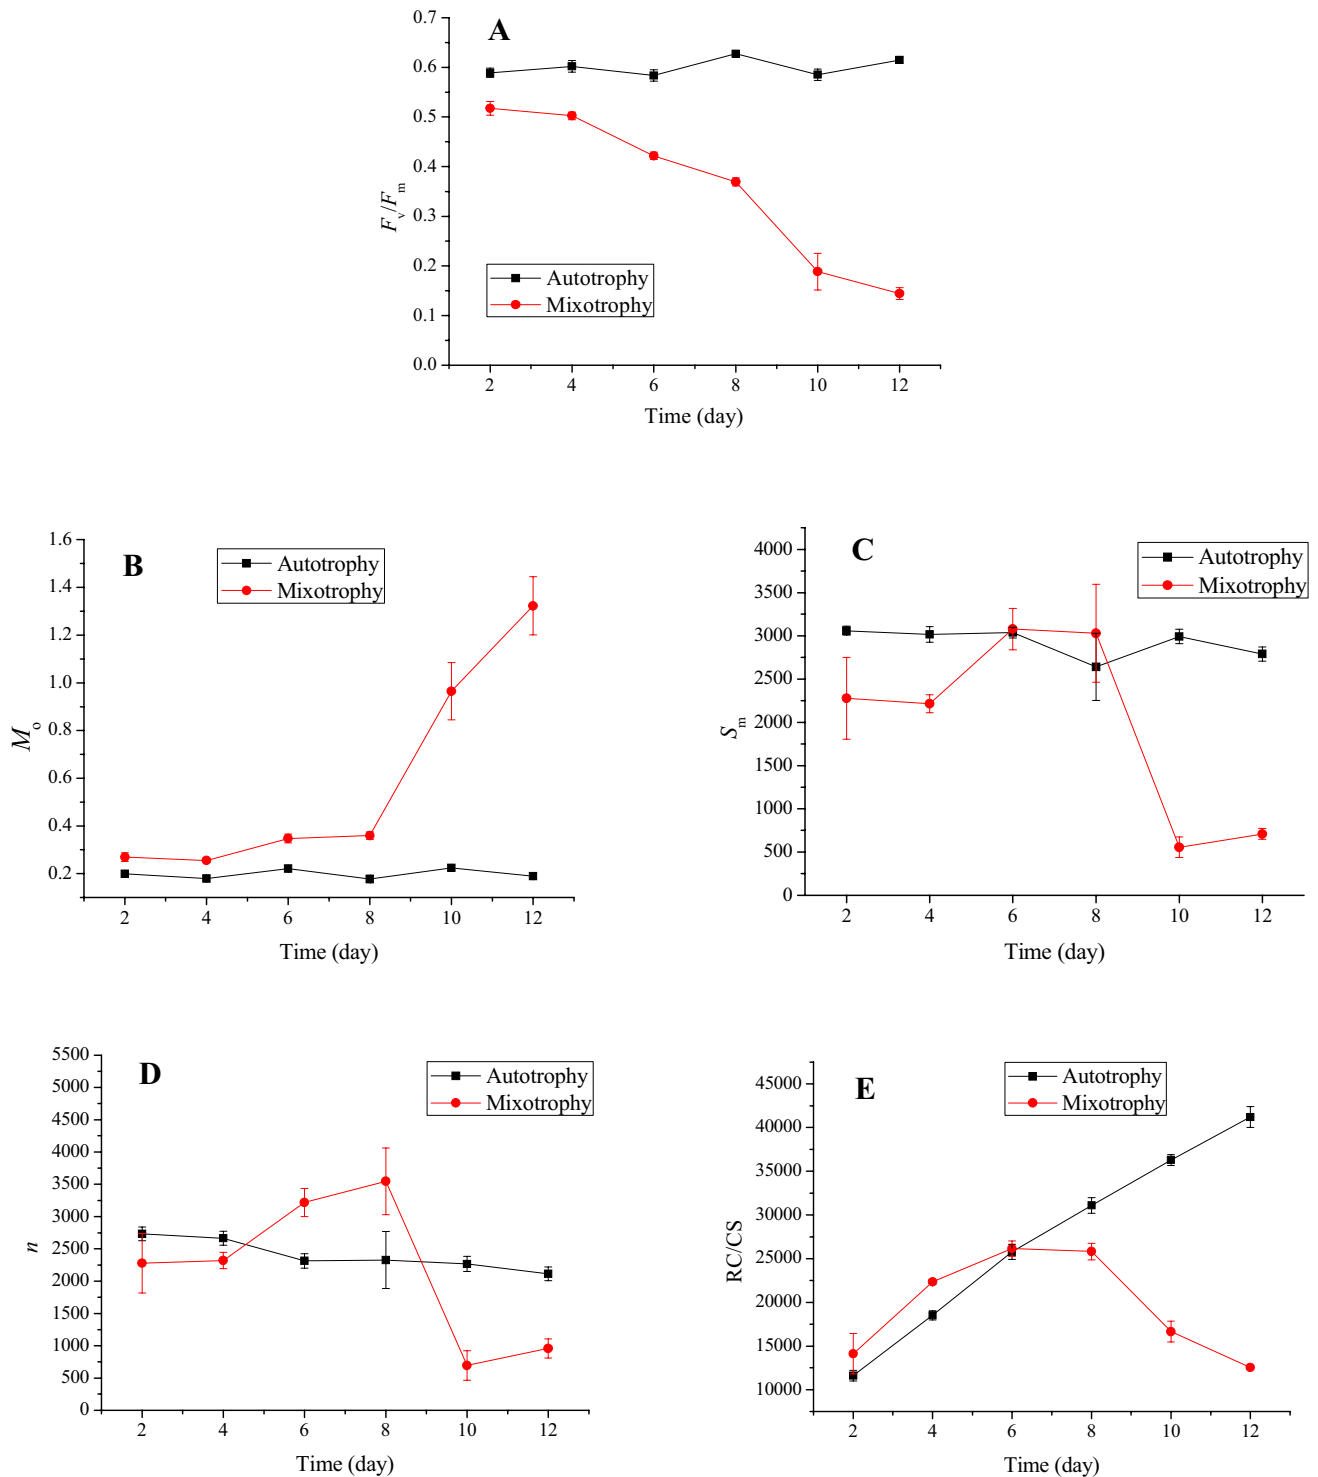 A
0.7
0.6
0.5
0.4
0.3
0.2
0.1
0.0
Fv/Fm
Autotrophy
Mixotrophy
2 4 6 8 10 12
Time (day)
B
1.6
1.4
1.2
1.0
0.8
0.6
0.4
0.2
Mo
Autotrophy
Mixotrophy
2 4 6 8 10 12
Time (day)
C
4000
3500
3000
2500
2000
1500
1000
500
0
Sm
Autotrophy
Mixotrophy
2 4 6 8 10 12
Time (day)
D
5500
5000
4500
4000
3500
3000
2500
2000
1500
1000
500
0
n
Autotrophy
Mixotrophy
2 4 6 8 10 12
Time (day)
E
45000
40000
35000
30000
25000
20000
15000
10000
RC/CS
Autotrophy
Mixotrophy
2 4 6 8 10 12
Time (day)